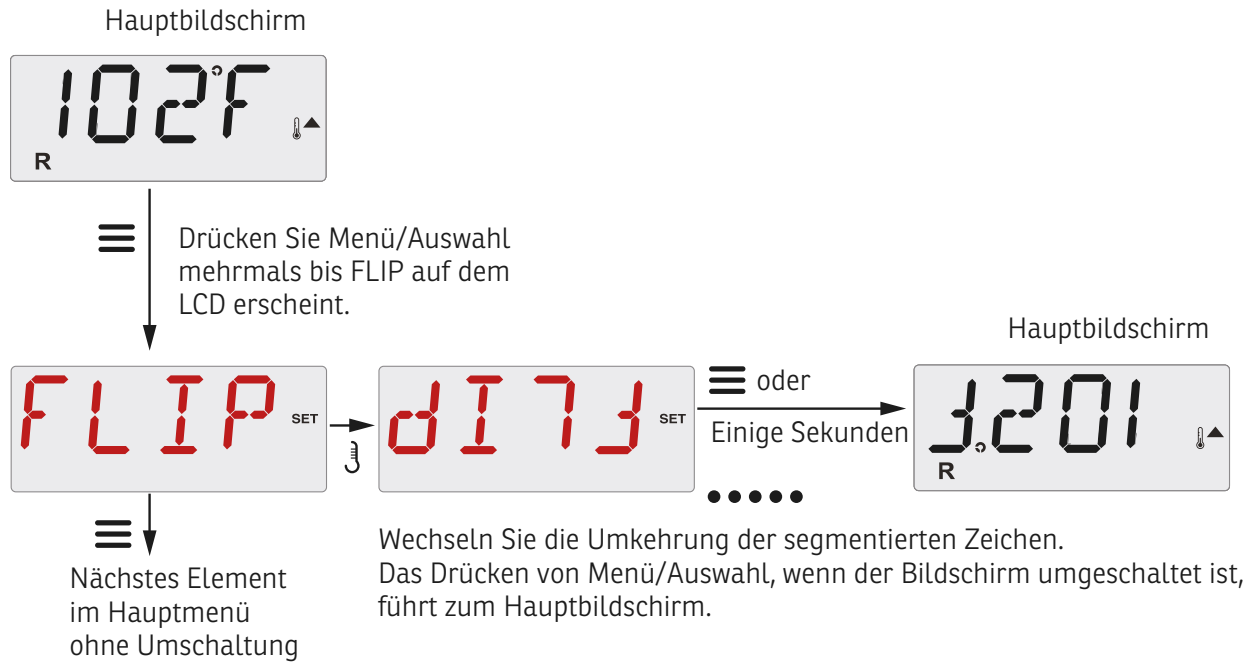 Hauptbildschirm
102°F
R
Drücken Sie Menü/Auswahl
mehrmals bis FLIP auf dem
LCD erscheint.
Hauptbildschirm
FLIP SET
dI7J SET
oder
Einige Sekunden
J.201
R
Wechseln Sie die Umkehrung der segmentierten Zeichen.
Das Drücken von Menü/Auswahl, wenn der Bildschirm umgeschaltet ist,
führt zum Hauptbildschirm.
Nächstes Element
im Hauptmenü
ohne Umschaltung